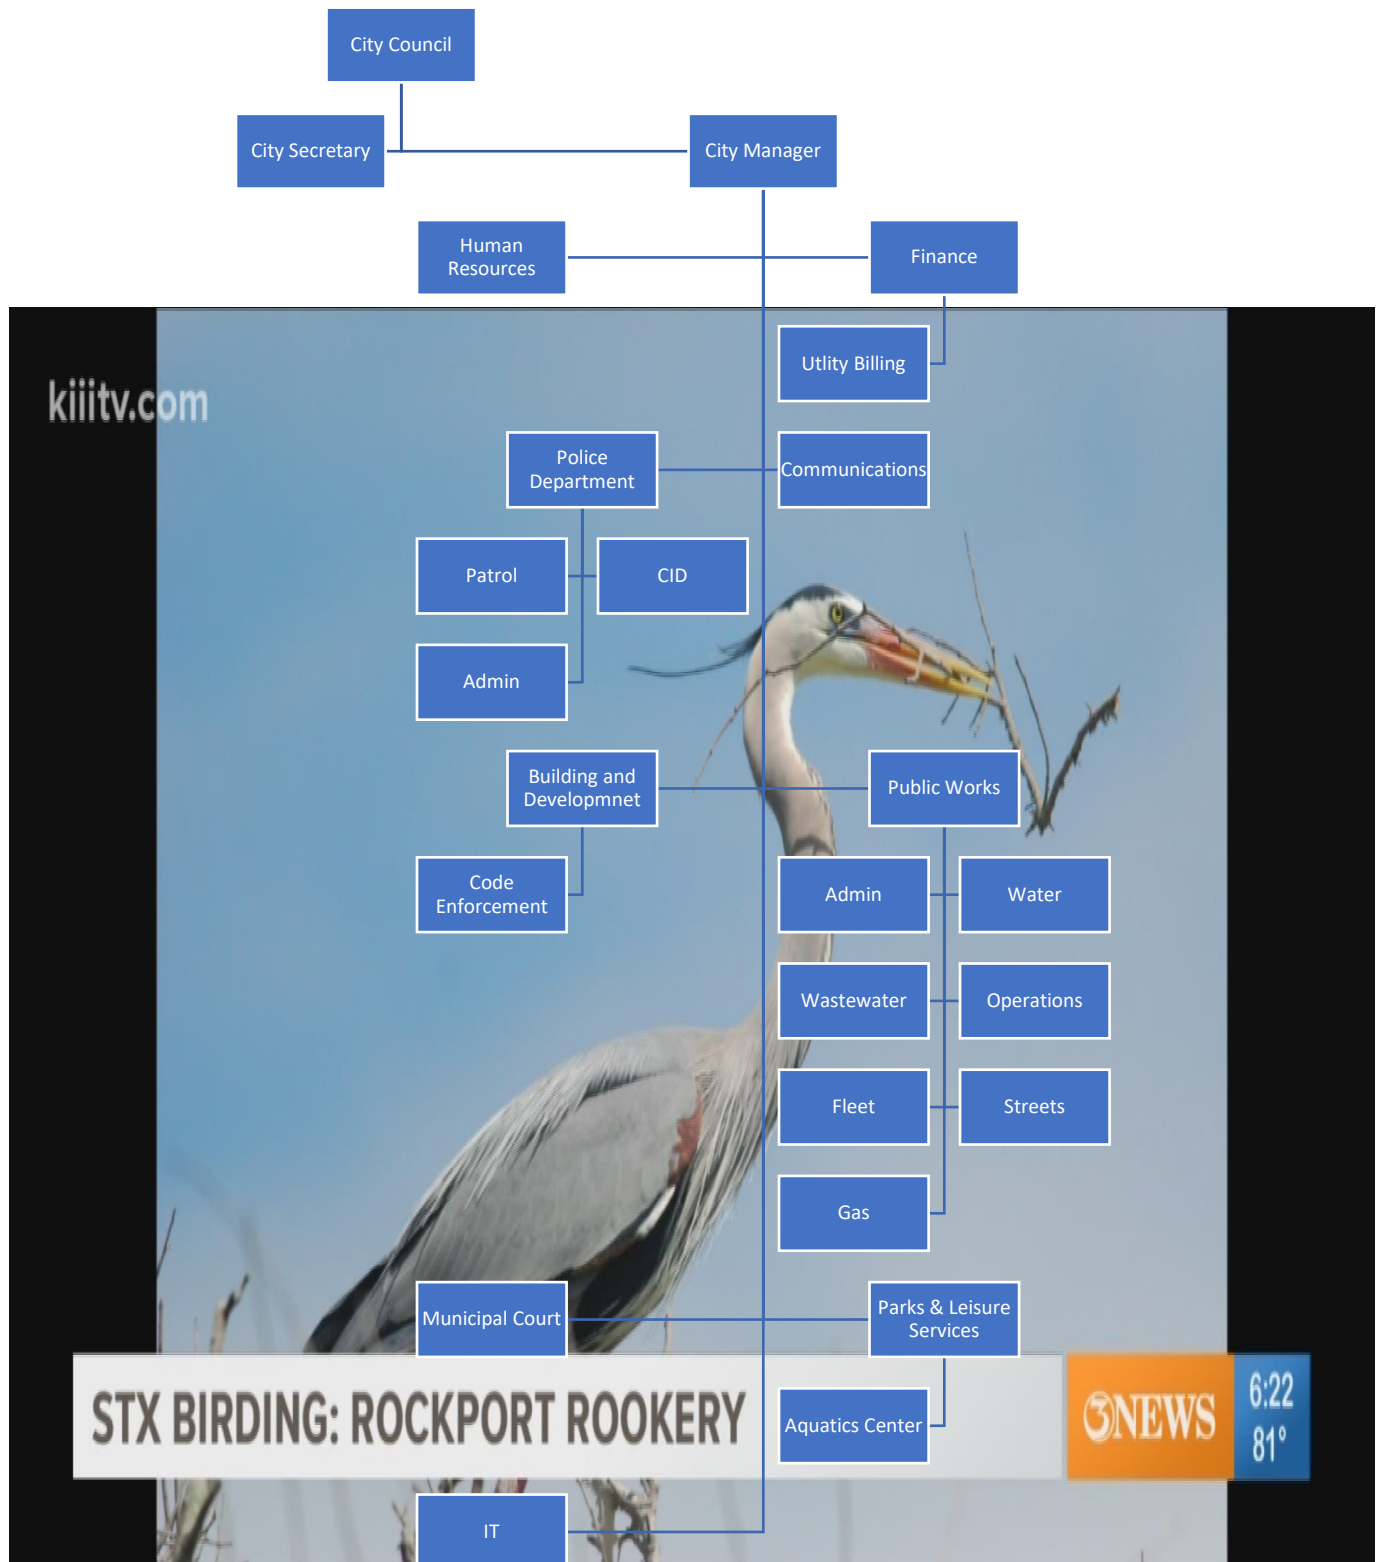 City Council
City Secretary
City Manager
Human
Resources
Finance
Utlity Billing
kiiitv.com
Police
Department
Communications
Patrol
CID
Admin
Building and
Developmnet
Public Works
Code
Enforcement
Admin
Water
Wastewater
Operations
Fleet
Streets
Gas
Municipal Court
Parks & Leisure
Services
STX BIRDING: ROCKPORT ROOKERY
Aquatics Center
3NEWS
6:22
81°
IT